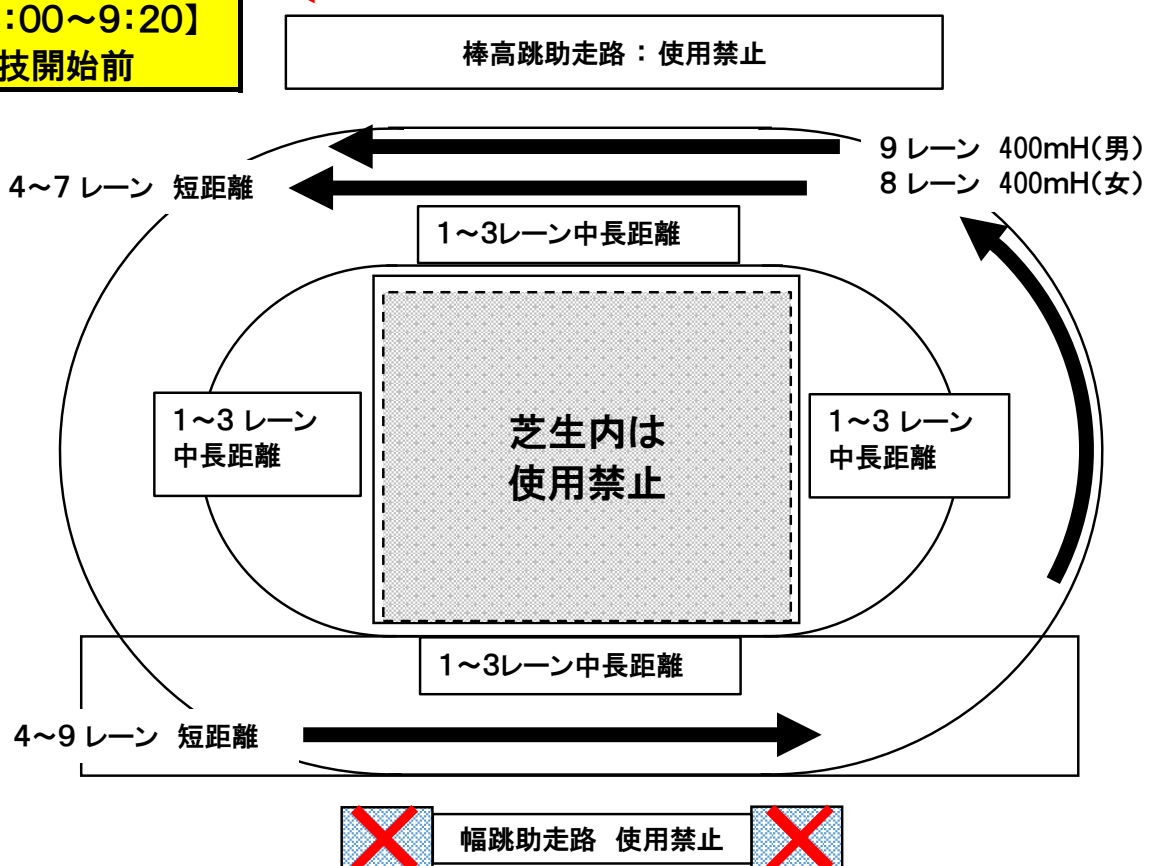 :00～9:20】
技開始前
棒高跳助走路：使用禁止
9 レーン 400mH(男)
8 レーン 400mH(女)
4～7 レーン 短距離
1～3レーン中長距離
1～3 レーン
中長距離
芝生内は
使用禁止
1～3 レーン
中長距離
1～3レーン中長距離
4～9 レーン 短距離
幅跳助走路 使用禁止